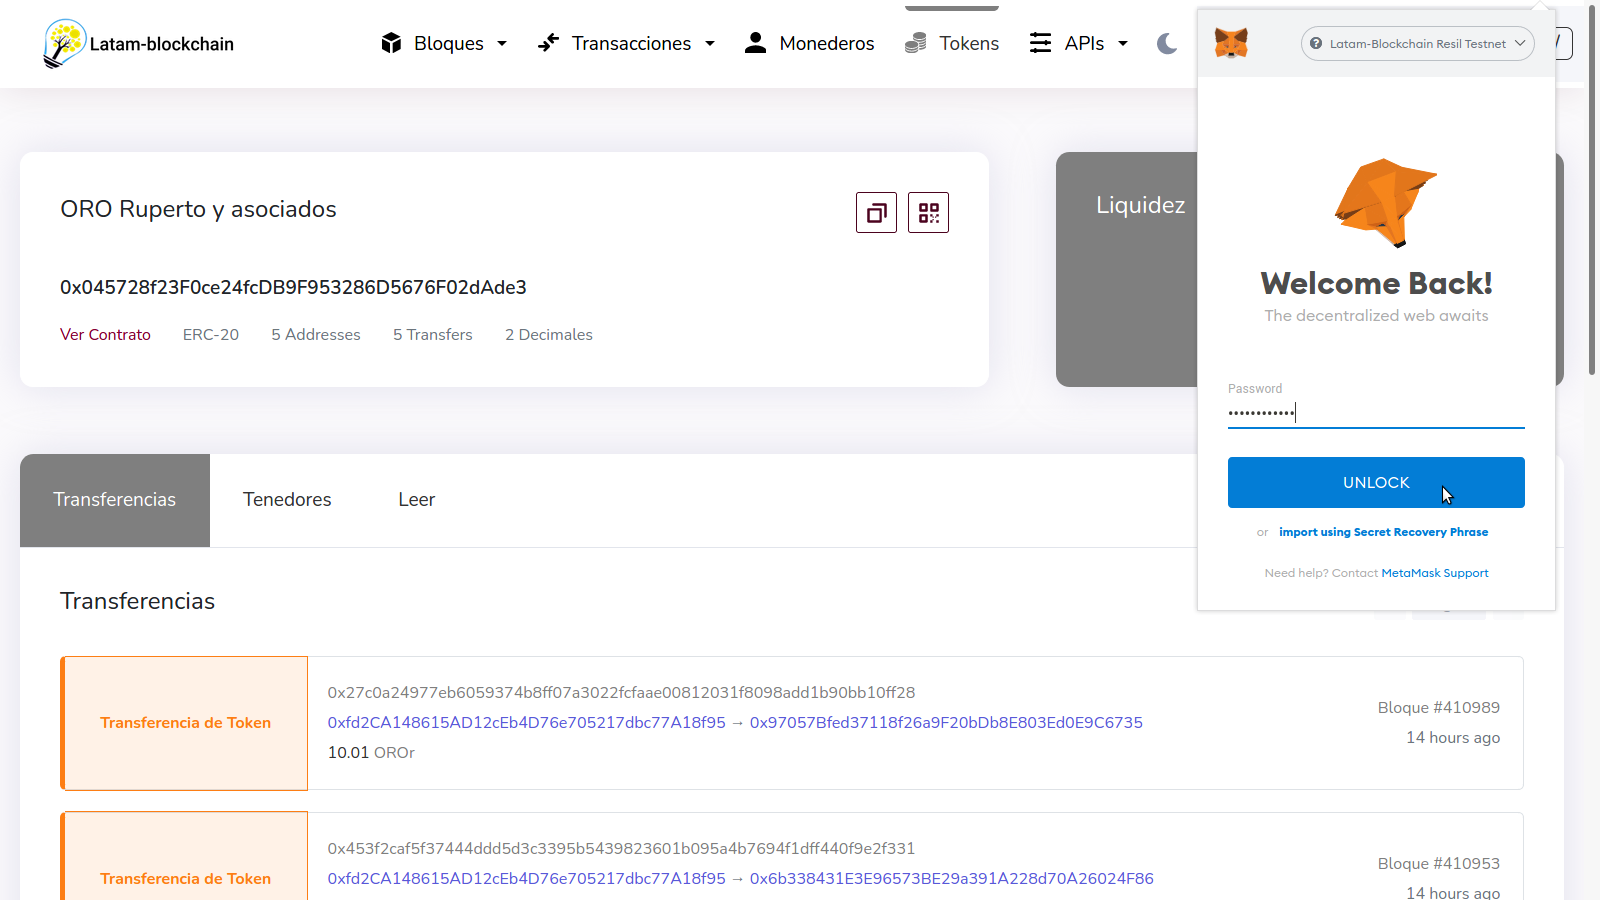 Latam-blockchain
Bloques
Transacciones
Monederos
Tokens
APIs
Latam-Blockchain Resil Testnet
ORO Ruperto y asociados
0x045728f23F0ce24fcDB9F953286D5676F02dAde3
Ver Contrato ERC-20 5 Addresses 5 Transfers 2 Decimales
Liquidez
Welcome Back!
The decentralized web awaits
Password
••••••••••••
UNLOCK
or import using Secret Recovery Phrase
Need help? Contact MetaMask Support
Transferencias Tenedores Leer
Transferencias
Transferencia de Token
0x27c0a24977eb6059374b8ff07a3022fcfaae00812031f8098add1b90bb10ff28
0xfd2CA148615AD12cEb4D76e705217dbc77A18f95 → 0x97057Bfed37118f26a9F20bDb8E803Ed0E9C6735
10.01 OROr
Bloque #410989
14 hours ago
Transferencia de Token
0x453f2caf5f37444ddd5d3c3395b5439823601b095a4b7694f1dff440f9e2f331
0xfd2CA148615AD12cEb4D76e705217dbc77A18f95 → 0x6b338431E3E96573BE29a391A228d70A26024F86
Bloque #410953
14 hours ago